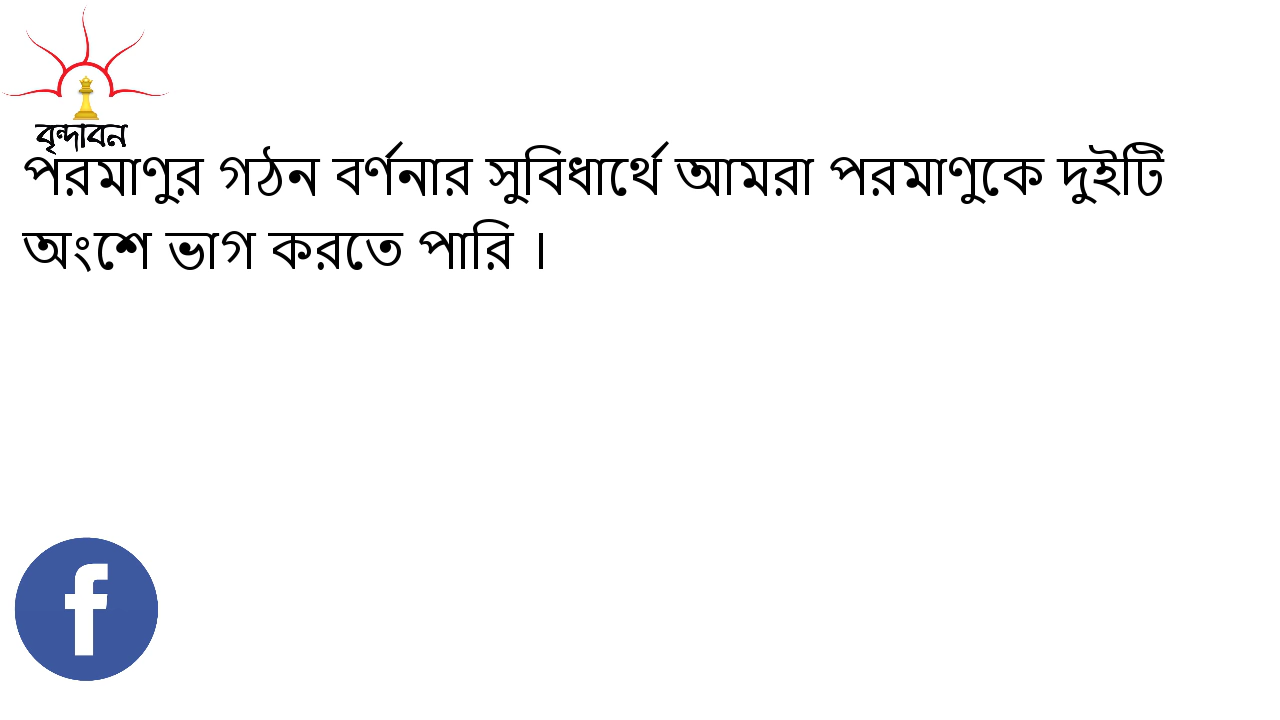 বৃন্দাবন
পরমাণুর গঠন বর্ণনার সুবিধার্থে আমরা পরমাণুকে দুইটি
অংশে ভাগ করতে পারি ।
f